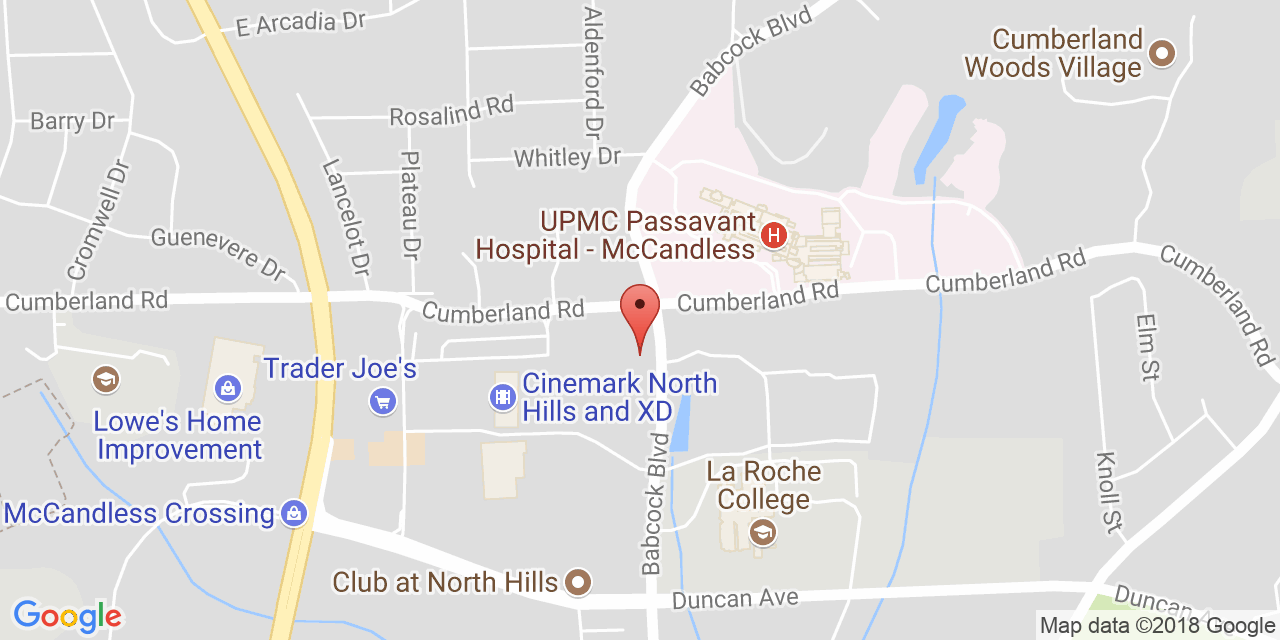 E Arcadia Dr
Aldenford Dr
Babcock Blvd
Cumberland
Woods Village
Barry Dr
Rosalind Rd
Whitley Dr
Cromwell Dr
Lancelot Dr
Plateau Dr
Guenevere Dr
UPMC Passavant
Hospital - McCandless
H
Cumberland Rd
Cumberland Rd
Cumberland Rd
Cumberland Rd
Cumberland Rd
Elm St
Trader Joe's
Cinemark North
Hills and XD
Lowe's Home
Improvement
Babcock Blvd
La Roche
College
Knoll St
McCandless Crossing
Club at North Hills
Duncan Ave
Duncan A
Google
Map data ©2018 Google